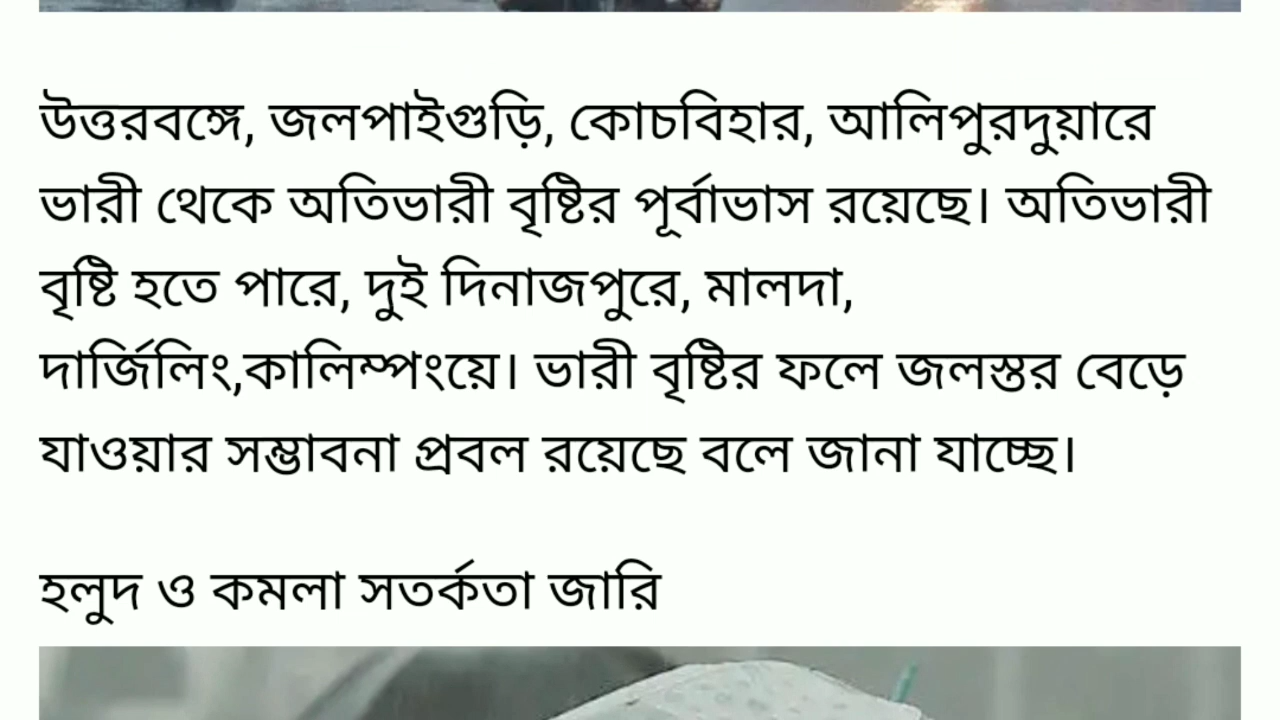 উত্তরবঙ্গে, জলপাইগুড়ি, কোচবিহার, আলিপুরদুয়ারে
ভারী থেকে অতিভারী বৃষ্টির পূর্বাভাস রয়েছে। অতিভারী
বৃষ্টি হতে পারে, দুই দিনাজপুরে, মালদা,
দার্জিলিং,কালিম্পংয়ে। ভারী বৃষ্টির ফলে জলস্তর বেড়ে
যাওয়ার সম্ভাবনা প্রবল রয়েছে বলে জানা যাচ্ছে।
হলুদ ও কমলা সতর্কতা জারি